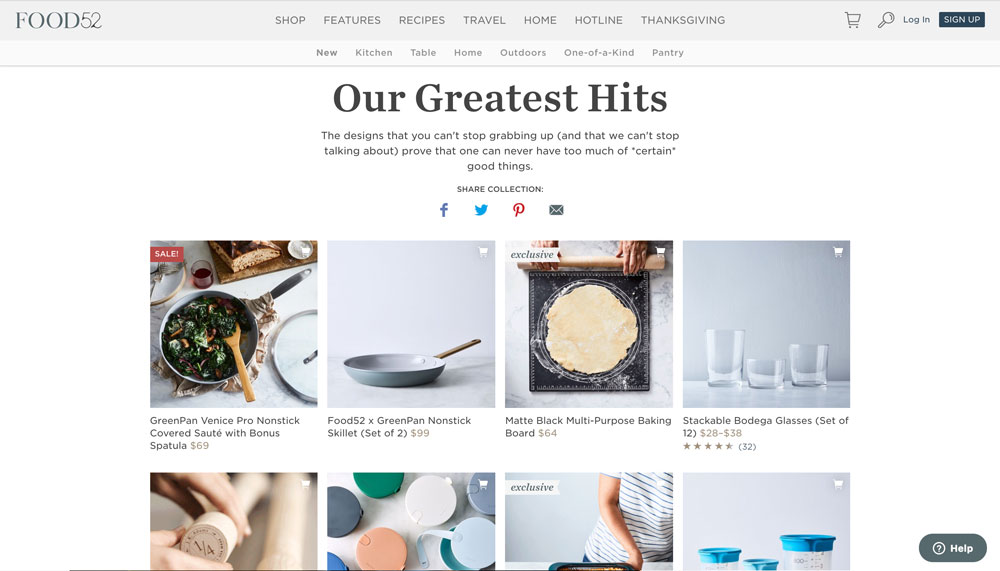 FOOD52
SHOP FEATURES RECIPES TRAVEL HOME HOTLINE THANKSGIVING
Log In SIGN UP
New Kitchen Table Home Outdoors One-of-a-Kind Pantry
Our Greatest Hits
The designs that you can't stop grabbing up (and that we can't stop
talking about) prove that one can never have too much of *certain*
good things.
SHARE COLLECTION:
SALE!
exclusive
GreenPan Venice Pro Nonstick
Covered Sauté with Bonus
Spatula $69
Food52 x GreenPan Nonstick
Skillet (Set of 2) $99
Matte Black Multi-Purpose Baking
Board $64
Stackable Bodega Glasses (Set of
12) $28–$38
(32)
1/4
exclusive
Help